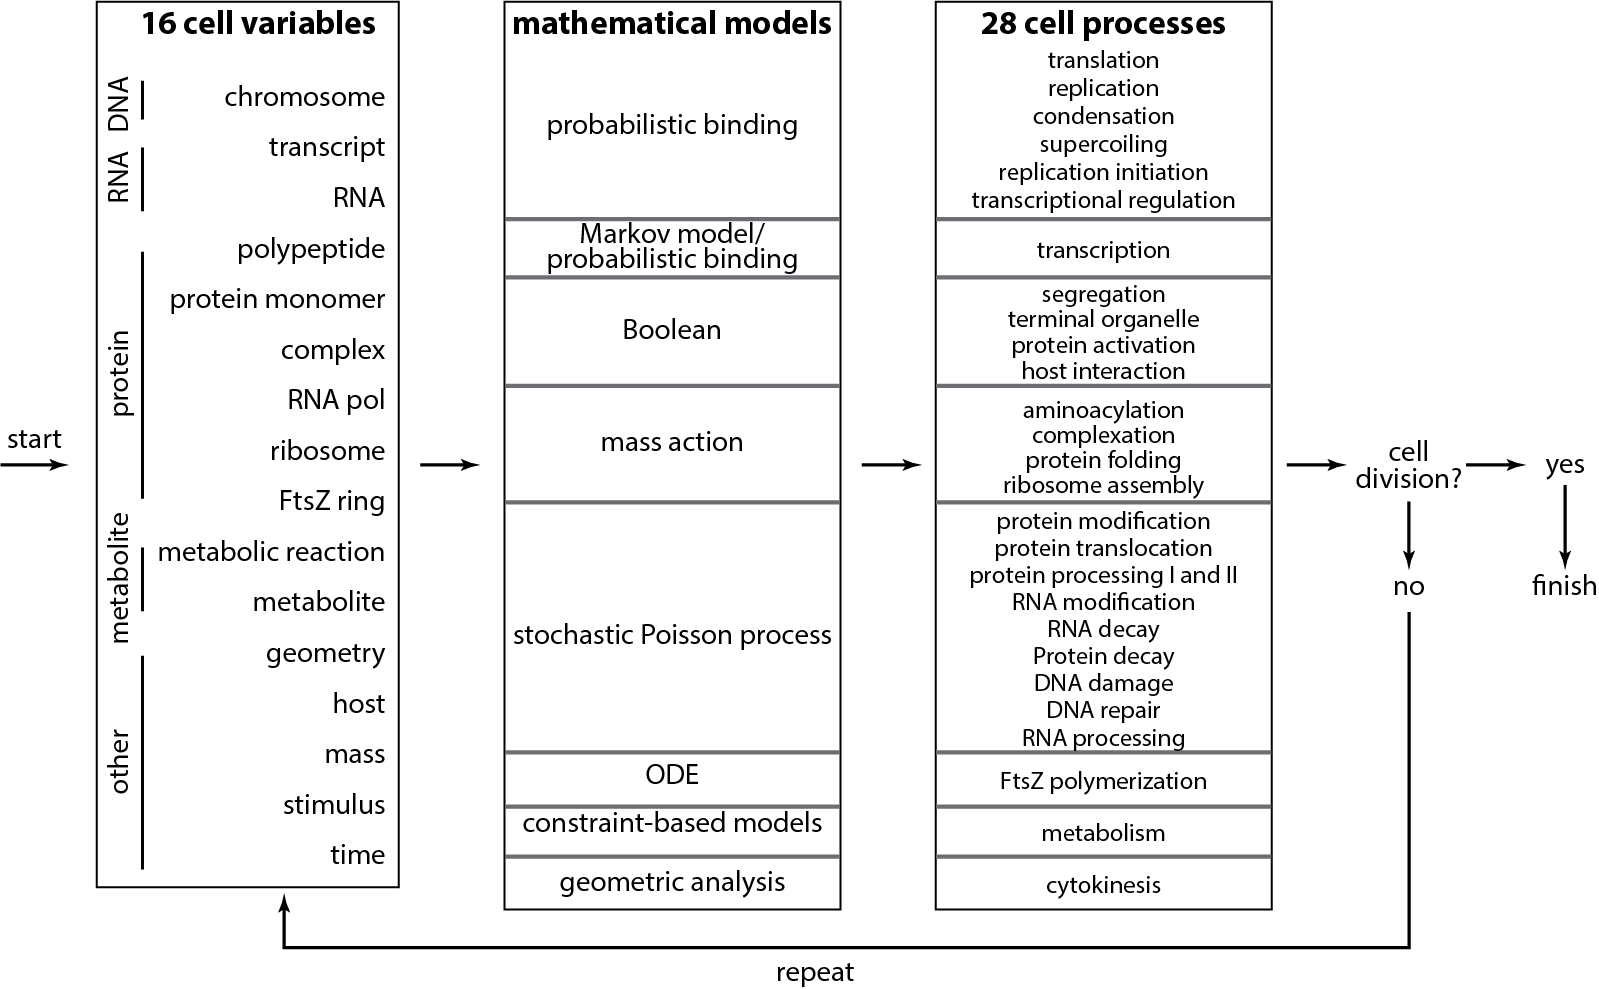 16 cell variables
DNA
chromosome
RNA
transcript
RNA
protein
polypeptide
protein monomer
complex
RNA pol
ribosome
FtsZ ring
metabolite
metabolic reaction
metabolite
other
geometry
host
mass
stimulus
time
start
mathematical models
probabilistic binding
Markov model/
probabilistic binding
Boolean
mass action
stochastic Poisson process
ODE
constraint-based models
geometric analysis
28 cell processes
translation
replication
condensation
supercoiling
replication initiation
transcriptional regulation
transcription
segregation
terminal organelle
protein activation
host interaction
aminoacylation
complexation
protein folding
ribosome assembly
protein modification
protein translocation
protein processing I and II
RNA modification
RNA decay
Protein decay
DNA damage
DNA repair
RNA processing
FtsZ polymerization
metabolism
cytokinesis
cell
division?
yes
no
finish
repeat